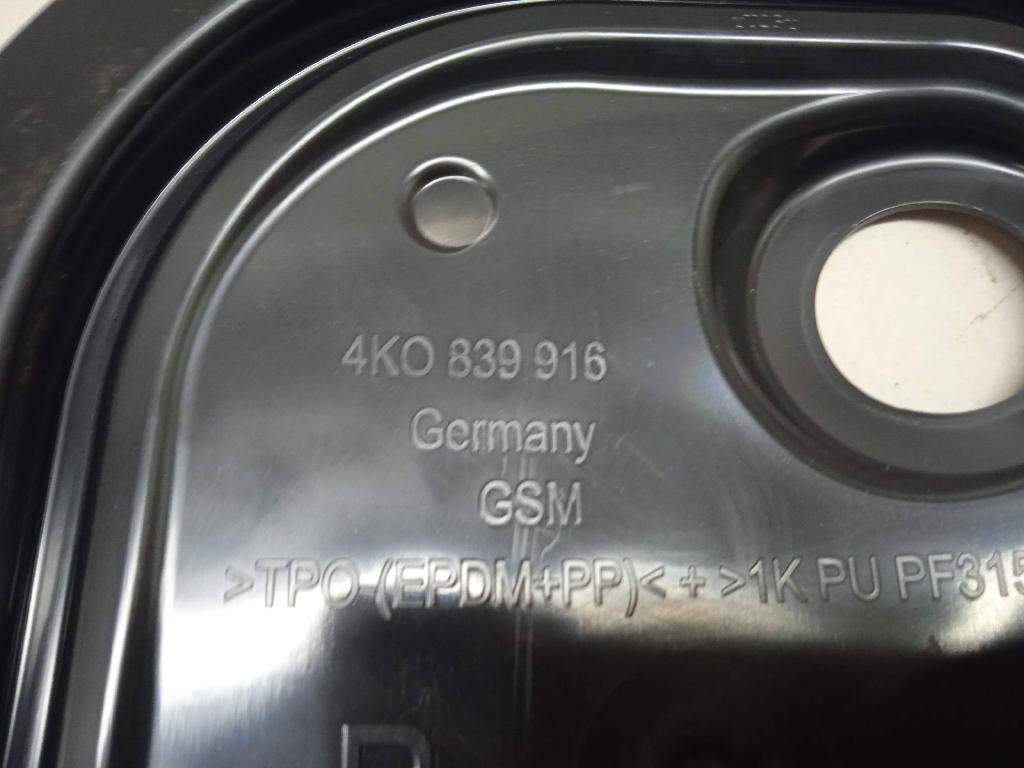 4KO 839 916
Germany
GSM
>TPO-(EPDM+PP)< + >1K PU PF315